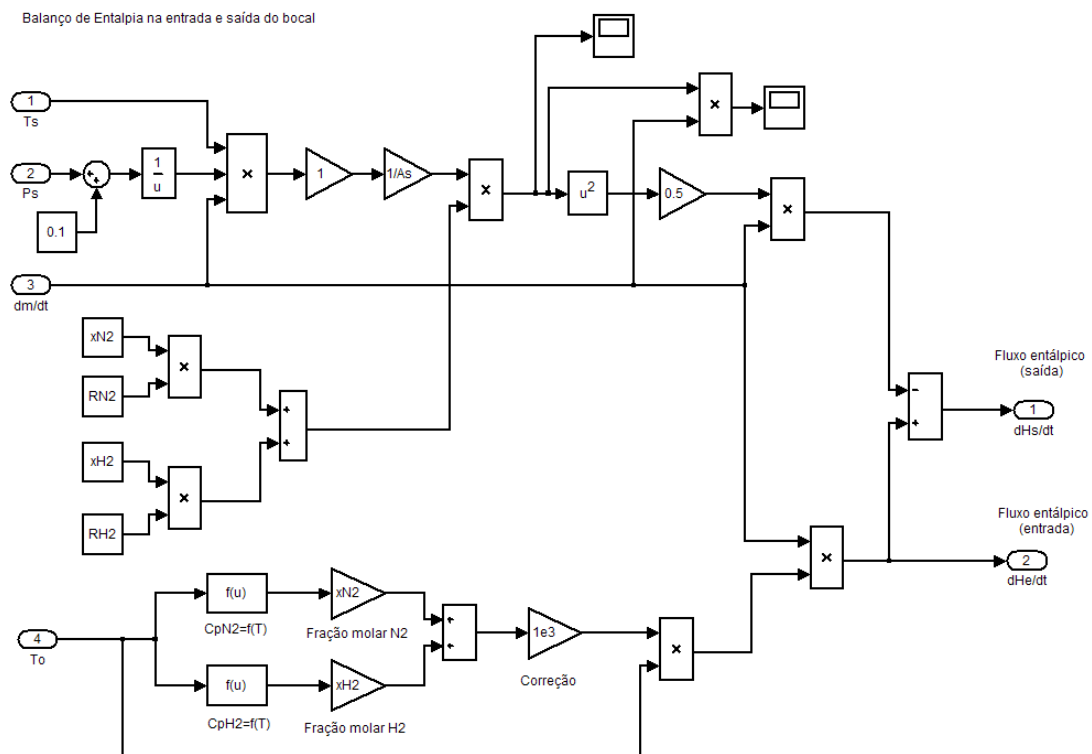 Balanço de Entalpia na entrada e saída do bocal
1
Ts
2
Ps
+
+
0.1
1
u
×
1
1/As
×
u2
0.5
×
×
3
dm/dt
xN2
RN2
×
xH2
RH2
×
+
+
Fluxo entálpico
(saída)
-
+
1
dHs/dt
Fluxo entálpico
(entrada)
×
2
dHe/dt
4
To
f(u)
CpN2=f(T)
xN2
Fração molar N2
f(u)
CpH2=f(T)
xH2
Fração molar H2
+
+
1e3
Correção
×